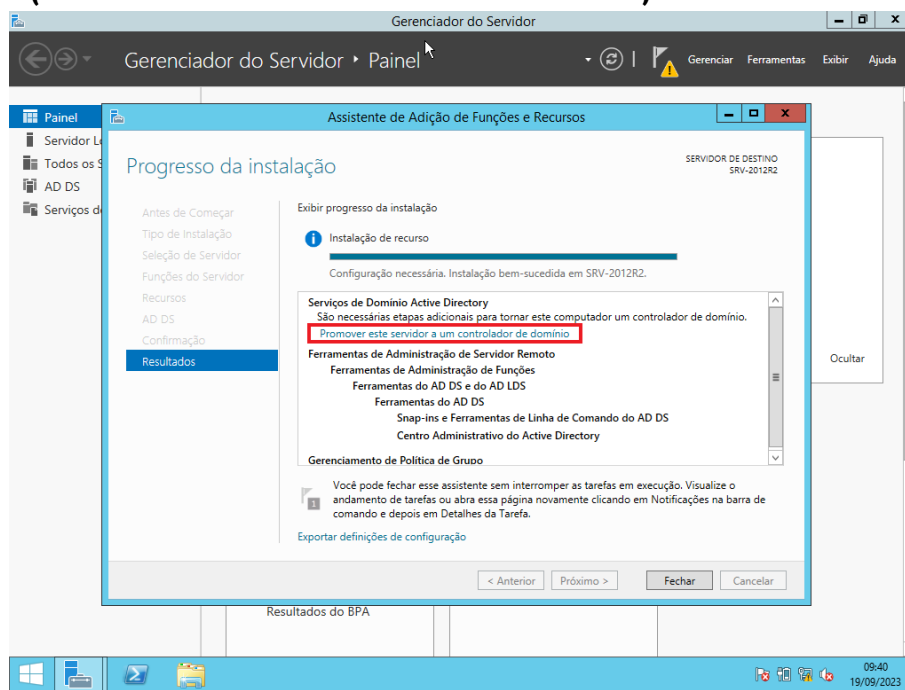 Gerenciador do Servidor
Gerenciador do Servidor ‣ Painel
Gerenciar Ferramentas Exibir Ajuda
Painel
Servidor Lo
Todos os S
AD DS
Serviços de
Assistente de Adição de Funções e Recursos
Progresso da instalação
SERVIDOR DE DESTINO
SRV-2012R2
Antes de Começar
Tipo de Instalação
Seleção de Servidor
Funções do Servidor
Recursos
AD DS
Confirmação
Resultados
Exibir progresso da instalação
Instalação de recurso
Configuração necessária. Instalação bem-sucedida em SRV-2012R2.
Serviços de Domínio Active Directory
São necessárias etapas adicionais para tornar este computador um controlador de domínio.
Promover este servidor a um controlador de domínio
Ferramentas de Administração de Servidor Remoto
Ferramentas de Administração de Funções
Ferramentas do AD DS e do AD LDS
Ferramentas do AD DS
Snap-ins e Ferramentas de Linha de Comando do AD DS
Centro Administrativo do Active Directory
Gerenciamento de Política de Grupo
1
Você pode fechar esse assistente sem interromper as tarefas em execução. Visualize o
andamento de tarefas ou abra essa página novamente clicando em Notificações na barra de
comando e depois em Detalhes da Tarefa.
Exportar definições de configuração
< Anterior Próximo > Fechar Cancelar
Ocultar
Resultados do BPA
09:40
19/09/2023